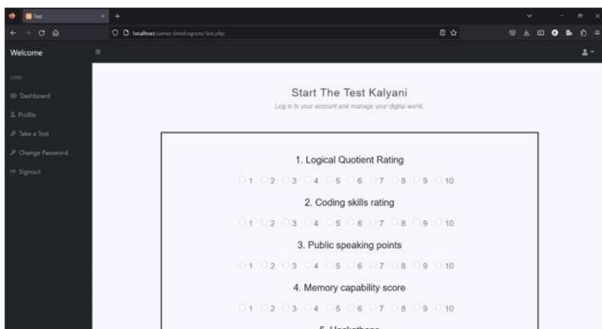 Test
localhost/career-database/ Test.php
Welcome
Dashboard
Profile
Take a Test
Change Password
Signout
Start The Test Kalyani
Log in to your account and manage your digital world.
1. Logical Quotient Rating
1 2 3 4 5 6 7 8 9 10
2. Coding skills rating
1 2 3 4 5 6 7 8 9 10
3. Public speaking points
1 2 3 4 5 6 7 8 9 10
4. Memory capability score
1 2 3 4 5 6 7 8 9 10
5. Hackathons